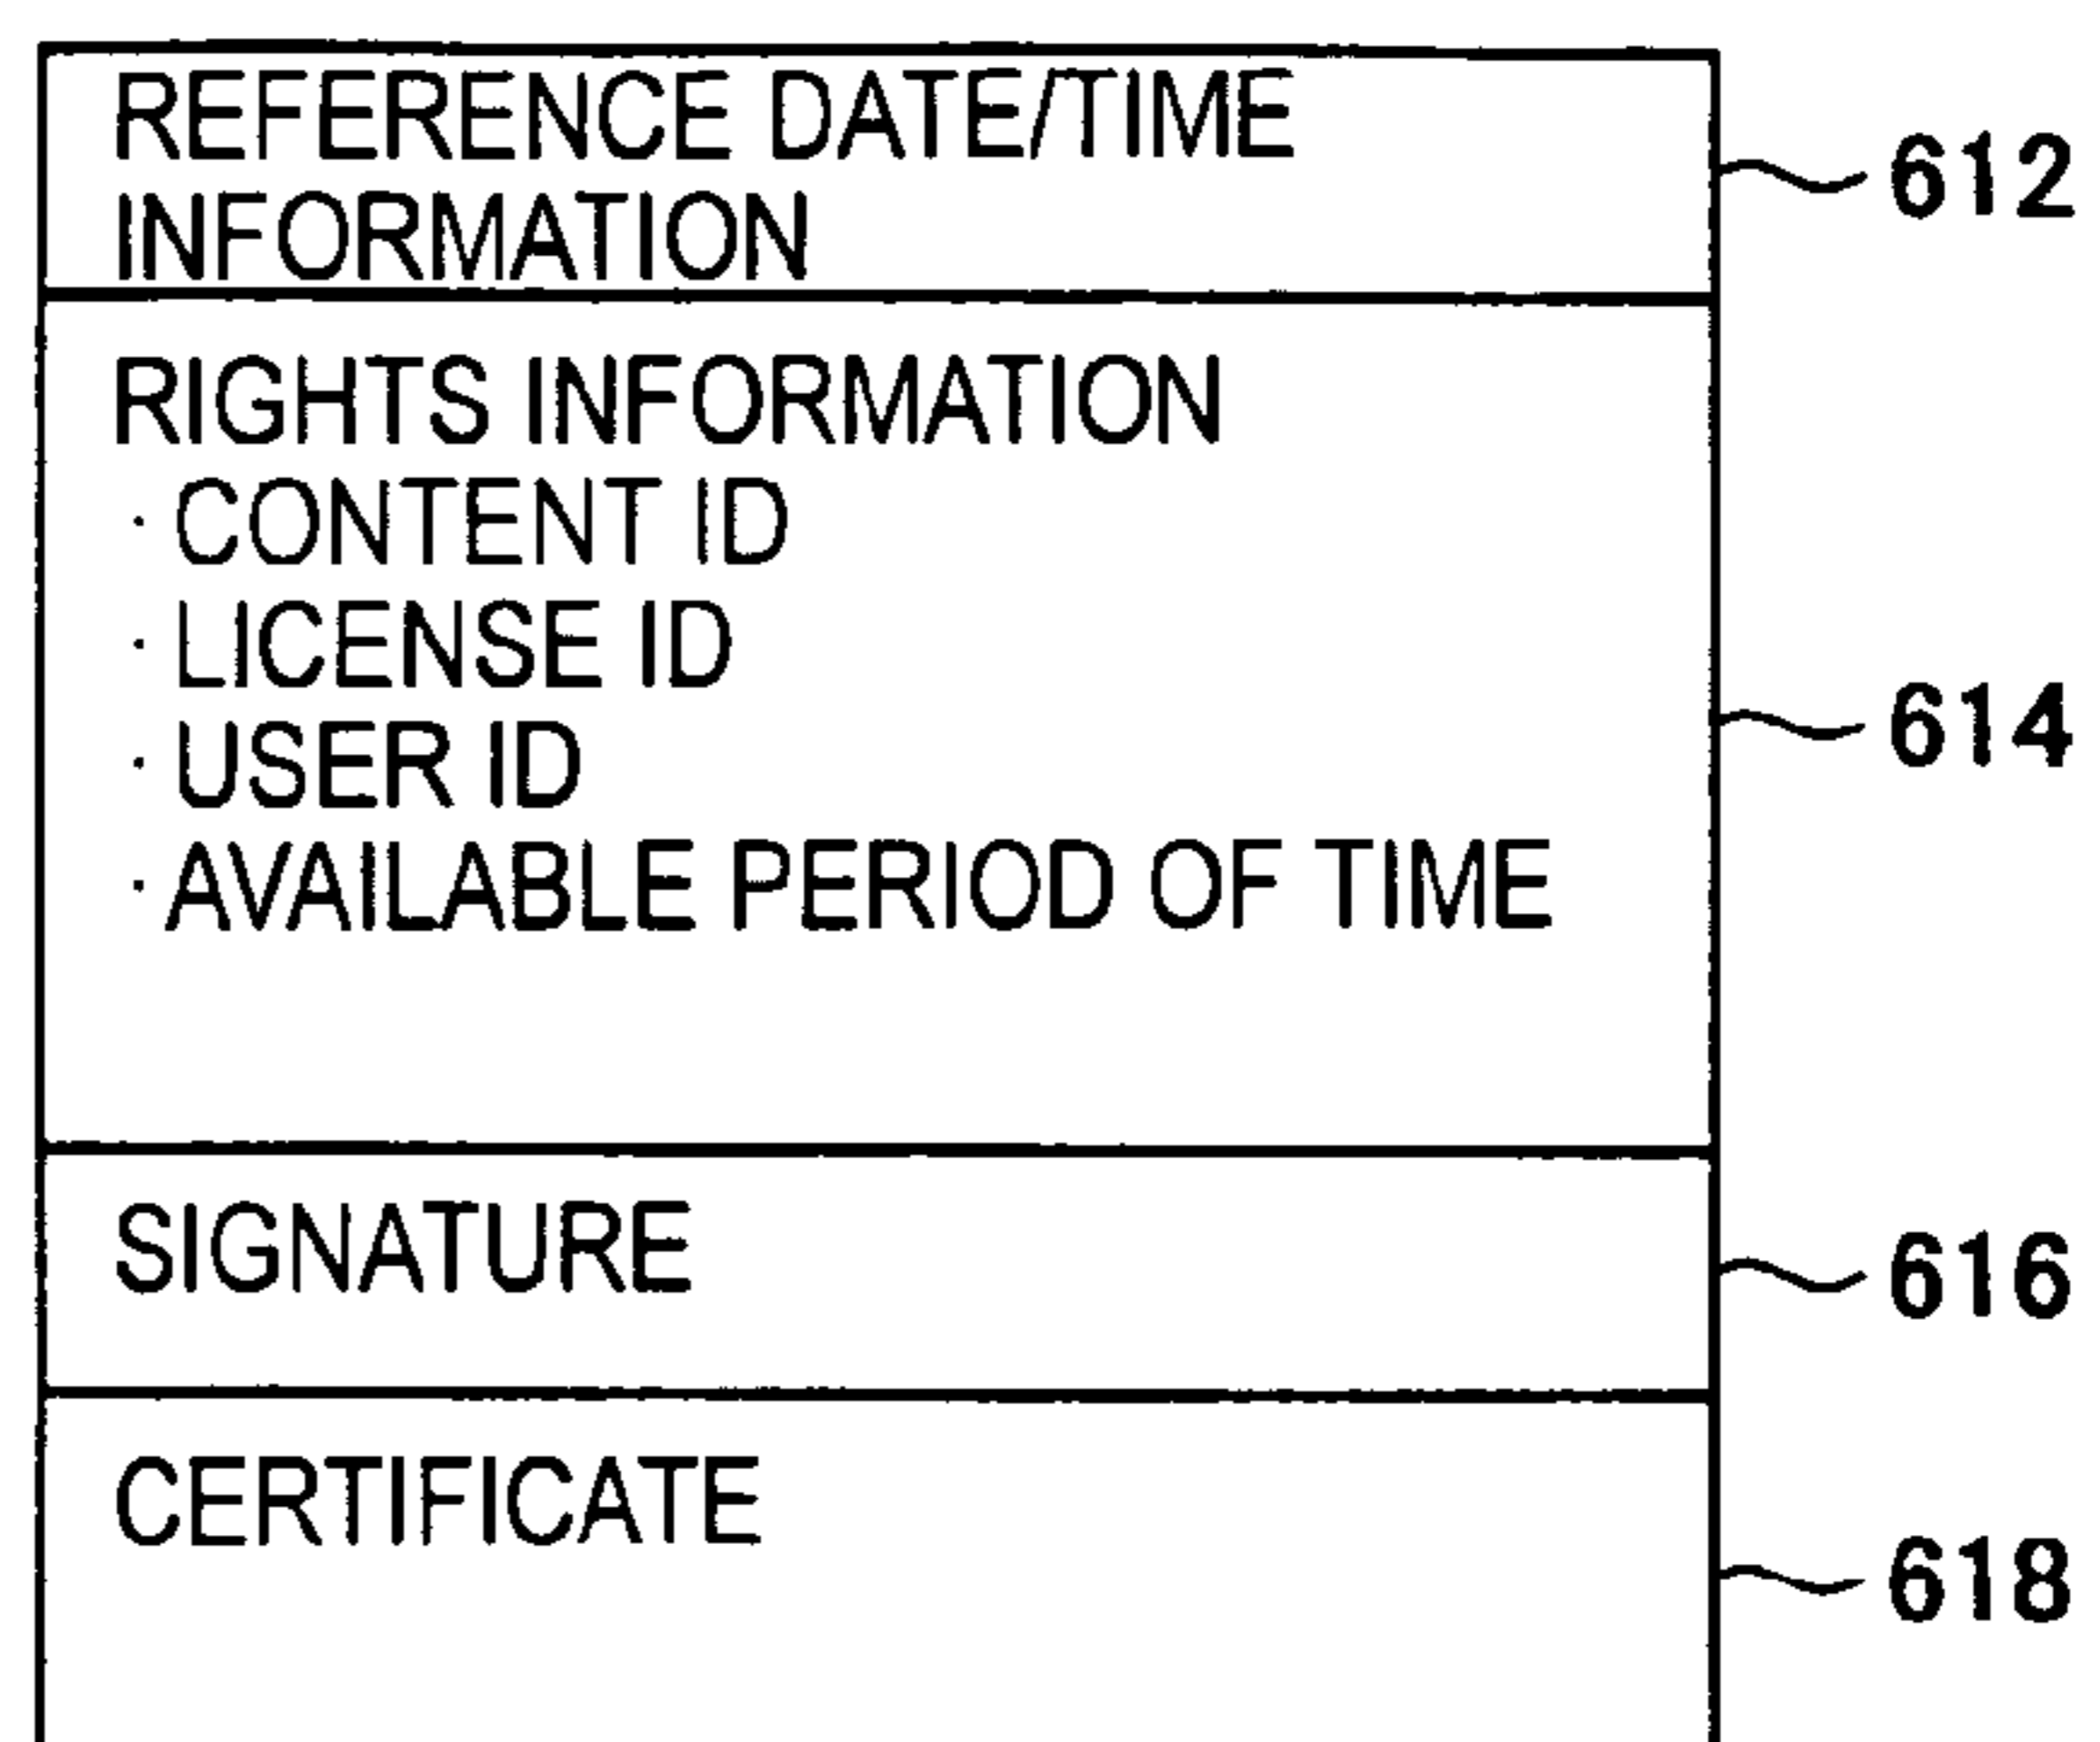 REFERENCE DATE/TIME
INFORMATION
612
RIGHTS INFORMATION
· CONTENT ID
· LICENSE ID
· USER ID
· AVAILABLE PERIOD OF TIME
614
SIGNATURE
616
CERTIFICATE
618